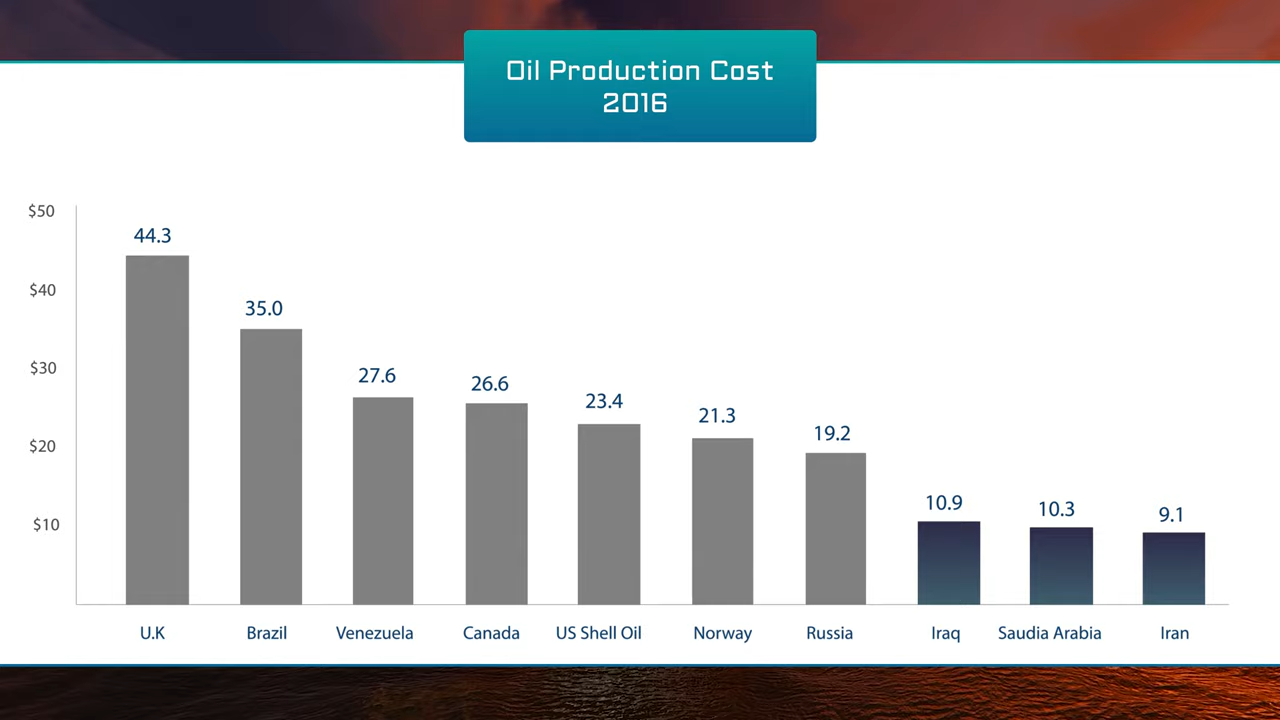 Oil Production Cost
2016
$50
$40
$30
$20
$10
44.3
35.0
27.6
26.6
23.4
21.3
19.2
10.9
10.3
9.1
U.K
Brazil
Venezuela
Canada
US Shell Oil
Norway
Russia
Iraq
Saudia Arabia
Iran